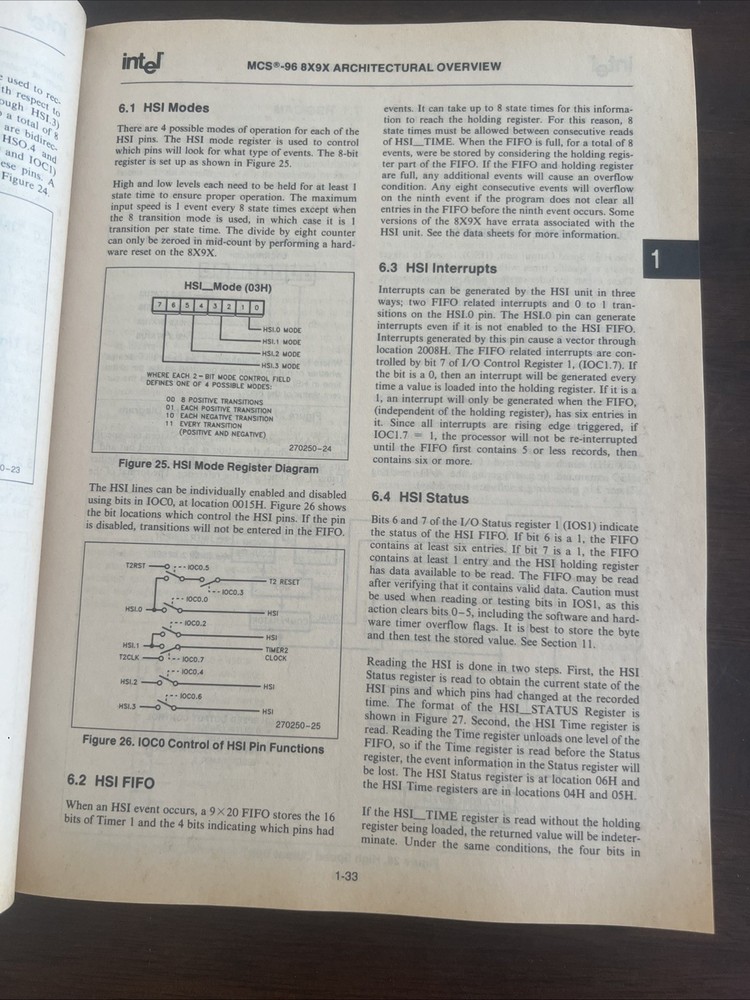 used to rec-
th respect to
ough HSI.3)
a total of 8
are bidirec-
HSO.4 and
and IOC1)
ese pins. A
Figure 24.
0-23
intel
MCS®-96 8X9X ARCHITECTURAL OVERVIEW
6.1 HSI Modes
There are 4 possible modes of operation for each of the
HSI pins. The HSI mode register is used to control
which pins will look for what type of events. The 8-bit
register is set up as shown in Figure 25.
High and low levels each need to be held for at least 1
state time to ensure proper operation. The maximum
input speed is 1 event every 8 state times except when
the 8 transition mode is used, in which case it is 1
transition per state time. The divide by eight counter
can only be zeroed in mid-count by performing a hard-
ware reset on the 8X9X.
HSI_Mode (03H)
7 6 5 4 3 2 1 0
HSI.0 MODE
HSI.1 MODE
HSI.2 MODE
HSI.3 MODE
WHERE EACH 2-BIT MODE CONTROL FIELD
DEFINES ONE OF 4 POSSIBLE MODES:
00 8 POSITIVE TRANSITIONS
01 EACH POSITIVE TRANSITION
10 EACH NEGATIVE TRANSITION
11 EVERY TRANSITION
(POSITIVE AND NEGATIVE)
270250-24
Figure 25. HSI Mode Register Diagram
The HSI lines can be individually enabled and disabled
using bits in IOC0, at location 0015H. Figure 26 shows
the bit locations which control the HSI pins. If the pin
is disabled, transitions will not be entered in the FIFO.
T2RST
IOC0.5
T2 RESET
IOC0.3
IOC0.0
HSI.0
HSI
IOC0.2
HSI
HSI.1
TIMER2
CLOCK
T2CLK
IOC0.7
IOC0.4
HSI.2
HSI
IOC0.6
HSI.3
HSI
270250-25
Figure 26. IOC0 Control of HSI Pin Functions
6.2 HSI FIFO
When an HSI event occurs, a 9×20 FIFO stores the 16
bits of Timer 1 and the 4 bits indicating which pins had
events. It can take up to 8 state times for this informa-
tion to reach the holding register. For this reason, 8
state times must be allowed between consecutive reads
of HSI_TIME. When the FIFO is full, for a total of 8
events, were be stored by considering the holding regis-
ter part of the FIFO. If the FIFO and holding register
are full, any additional events will cause an overflow
condition. Any eight consecutive events will overflow
on the ninth event if the program does not clear all
entries in the FIFO before the ninth event occurs. Some
versions of the 8X9X have errata associated with the
HSI unit. See the data sheets for more information.
1
6.3 HSI Interrupts
Interrupts can be generated by the HSI unit in three
ways; two FIFO related interrupts and 0 to 1 tran-
sitions on the HSI.0 pin. The HSI.0 pin can generate
interrupts even if it is not enabled to the HSI FIFO.
Interrupts generated by this pin cause a vector through
location 2008H. The FIFO related interrupts are con-
trolled by bit 7 of I/O Control Register 1, (IOC1.7). If
the bit is a 0, then an interrupt will be generated every
time a value is loaded into the holding register. If it is a
1, an interrupt will only be generated when the FIFO,
(independent of the holding register), has six entries in
it. Since all interrupts are rising edge triggered, if
IOC1.7 = 1, the processor will not be re-interrupted
until the FIFO first contains 5 or less records, then
contains six or more.
6.4 HSI Status
Bits 6 and 7 of the I/O Status register 1 (IOS1) indicate
the status of the HSI FIFO. If bit 6 is a 1, the FIFO
contains at least six entries. If bit 7 is a 1, the FIFO
contains at least 1 entry and the HSI holding register
has data available to be read. The FIFO may be read
after verifying that it contains valid data. Caution must
be used when reading or testing bits in IOS1, as this
action clears bits 0–5, including the software and hard-
ware timer overflow flags. It is best to store the byte
and then test the stored value. See Section 11.
Reading the HSI is done in two steps. First, the HSI
Status register is read to obtain the current state of the
HSI pins and which pins had changed at the recorded
time. The format of the HSI_STATUS Register is
shown in Figure 27. Second, the HSI Time register is
read. Reading the Time register unloads one level of the
FIFO, so if the Time register is read before the Status
register, the event information in the Status register will
be lost. The HSI Status register is at location 06H and
the HSI Time registers are in locations 04H and 05H.
If the HSI_TIME register is read without the holding
register being loaded, the returned value will be indeter-
minate. Under the same conditions, the four bits in
1-33